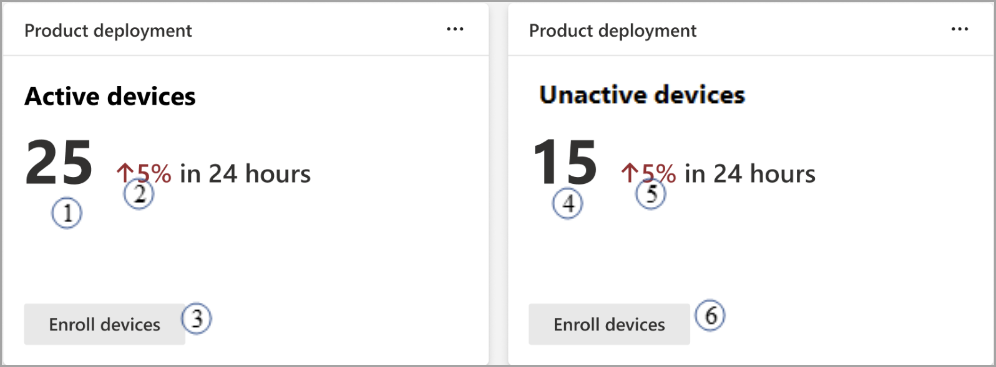 Product deployment ...
Active devices
25 ↑5% in 24 hours
① ②
Enroll devices ③
Product deployment ...
Unactive devices
15 ↑5% in 24 hours
④ ⑤
Enroll devices ⑥